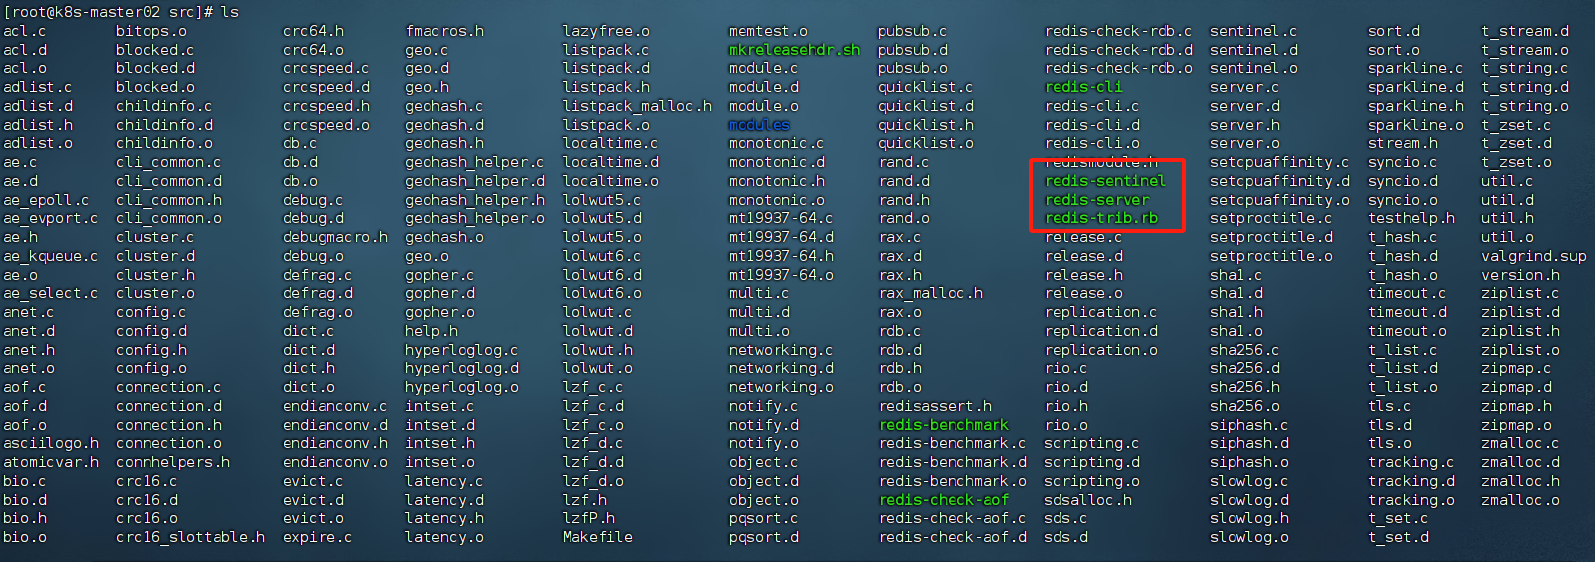 [root@k8s-master02 src]# ls
acl.c bitops.o crc64.h fmacros.h lazyfree.o memtest.o pubsub.c redis-check-rdb.c sentinel.c sort.d t_stream.d
acl.d blocked.c crc64.o geo.c listpack.c mkreleasehdr.sh pubsub.d redis-check-rdb.d sentinel.d sort.o t_stream.o
acl.o blocked.d crcspeed.c geo.d listpack.d module.c pubsub.o redis-check-rdb.o sentinel.o sparkline.c t_string.c
adlist.c blocked.o crcspeed.d geo.h listpack.h module.d quicklist.c redis-cli server.c sparkline.d t_string.d
adlist.d childinfo.c crcspeed.h geohash.c listpack_malloc.h module.o quicklist.d redis-cli.c server.d sparkline.h t_string.o
adlist.h childinfo.d crcspeed.o geohash.d listpack.o modules quicklist.h redis-cli.d server.h sparkline.o t_zset.c
adlist.o childinfo.o db.c geohash.h localtime.c monotonic.c quicklist.o redis-cli.o server.o stream.h t_zset.d
ae.c cli_common.c db.d geohash_helper.c localtime.d monotonic.d rand.c redismodule.h setcpuaffinity.c syncio.c t_zset.o
ae.d cli_common.d db.o geohash_helper.d localtime.o monotonic.h rand.d redis-sentinel setcpuaffinity.d syncio.d util.c
ae_epoll.c cli_common.h debug.c geohash_helper.h lolwut5.c monotonic.o rand.h redis-server setcpuaffinity.o syncio.o util.d
ae_evport.c cli_common.o debug.d geohash_helper.o lolwut5.d mt19937-64.c rand.o redis-trib.rb setproctitle.c testhelp.h util.h
ae.h cluster.c debugmacro.h geohash.o lolwut5.o mt19937-64.d rax.c release.c setproctitle.d t_hash.c util.o
ae_kqueue.c cluster.d debug.o geo.o lolwut6.c mt19937-64.h rax.d release.d setproctitle.o t_hash.d valgrind.sup
ae.o cluster.h defrag.c gopher.c lolwut6.d mt19937-64.o rax.h release.h sha1.c t_hash.o version.h
ae_select.c cluster.o defrag.d gopher.d lolwut6.o multi.c rax_malloc.h release.o sha1.d timeout.c ziplist.c
anet.c config.c defrag.o gopher.o lolwut.c multi.d rax.o replication.c sha1.h timeout.d ziplist.d
anet.d config.d dict.c help.h lolwut.d multi.o rdb.c replication.d sha1.o timeout.o ziplist.h
anet.h config.h dict.d hyperloglog.c lolwut.h networking.c rdb.d replication.o sha256.c t_list.c ziplist.o
anet.o config.o dict.h hyperloglog.d lolwut.o networking.d rdb.h rio.c sha256.d t_list.d zipmap.c
aof.c connection.c dict.o hyperloglog.o lzf_c.c networking.o rdb.o rio.d sha256.h t_list.o zipmap.d
aof.d connection.d endianconv.c intset.c lzf_c.d notify.c redisassert.h rio.h sha256.o tls.c zipmap.h
aof.o connection.h endianconv.d intset.d lzf_c.o notify.d redis-benchmark rio.o siphash.c tls.d zipmap.o
asciilogo.h connection.o endianconv.h intset.h lzf_d.c notify.o redis-benchmark.c scripting.c siphash.d tls.o zmalloc.c
atomicvar.h connhelpers.h endianconv.o intset.o lzf_d.d object.c redis-benchmark.d scripting.d siphash.o tracking.c zmalloc.d
bio.c crc16.c evict.c latency.c lzf_d.o object.d redis-benchmark.o scripting.o slowlog.c tracking.d zmalloc.h
bio.d crc16.d evict.d latency.d lzf.h object.o redis-check-aof sdsalloc.h slowlog.d tracking.o zmalloc.o
bio.h crc16.o evict.o latency.h lzfP.h pqsort.c redis-check-aof.c sds.c slowlog.h t_set.c
bio.o crc16_slottable.h expire.c latency.o Makefile pqsort.d redis-check-aof.d sds.d slowlog.o t_set.d